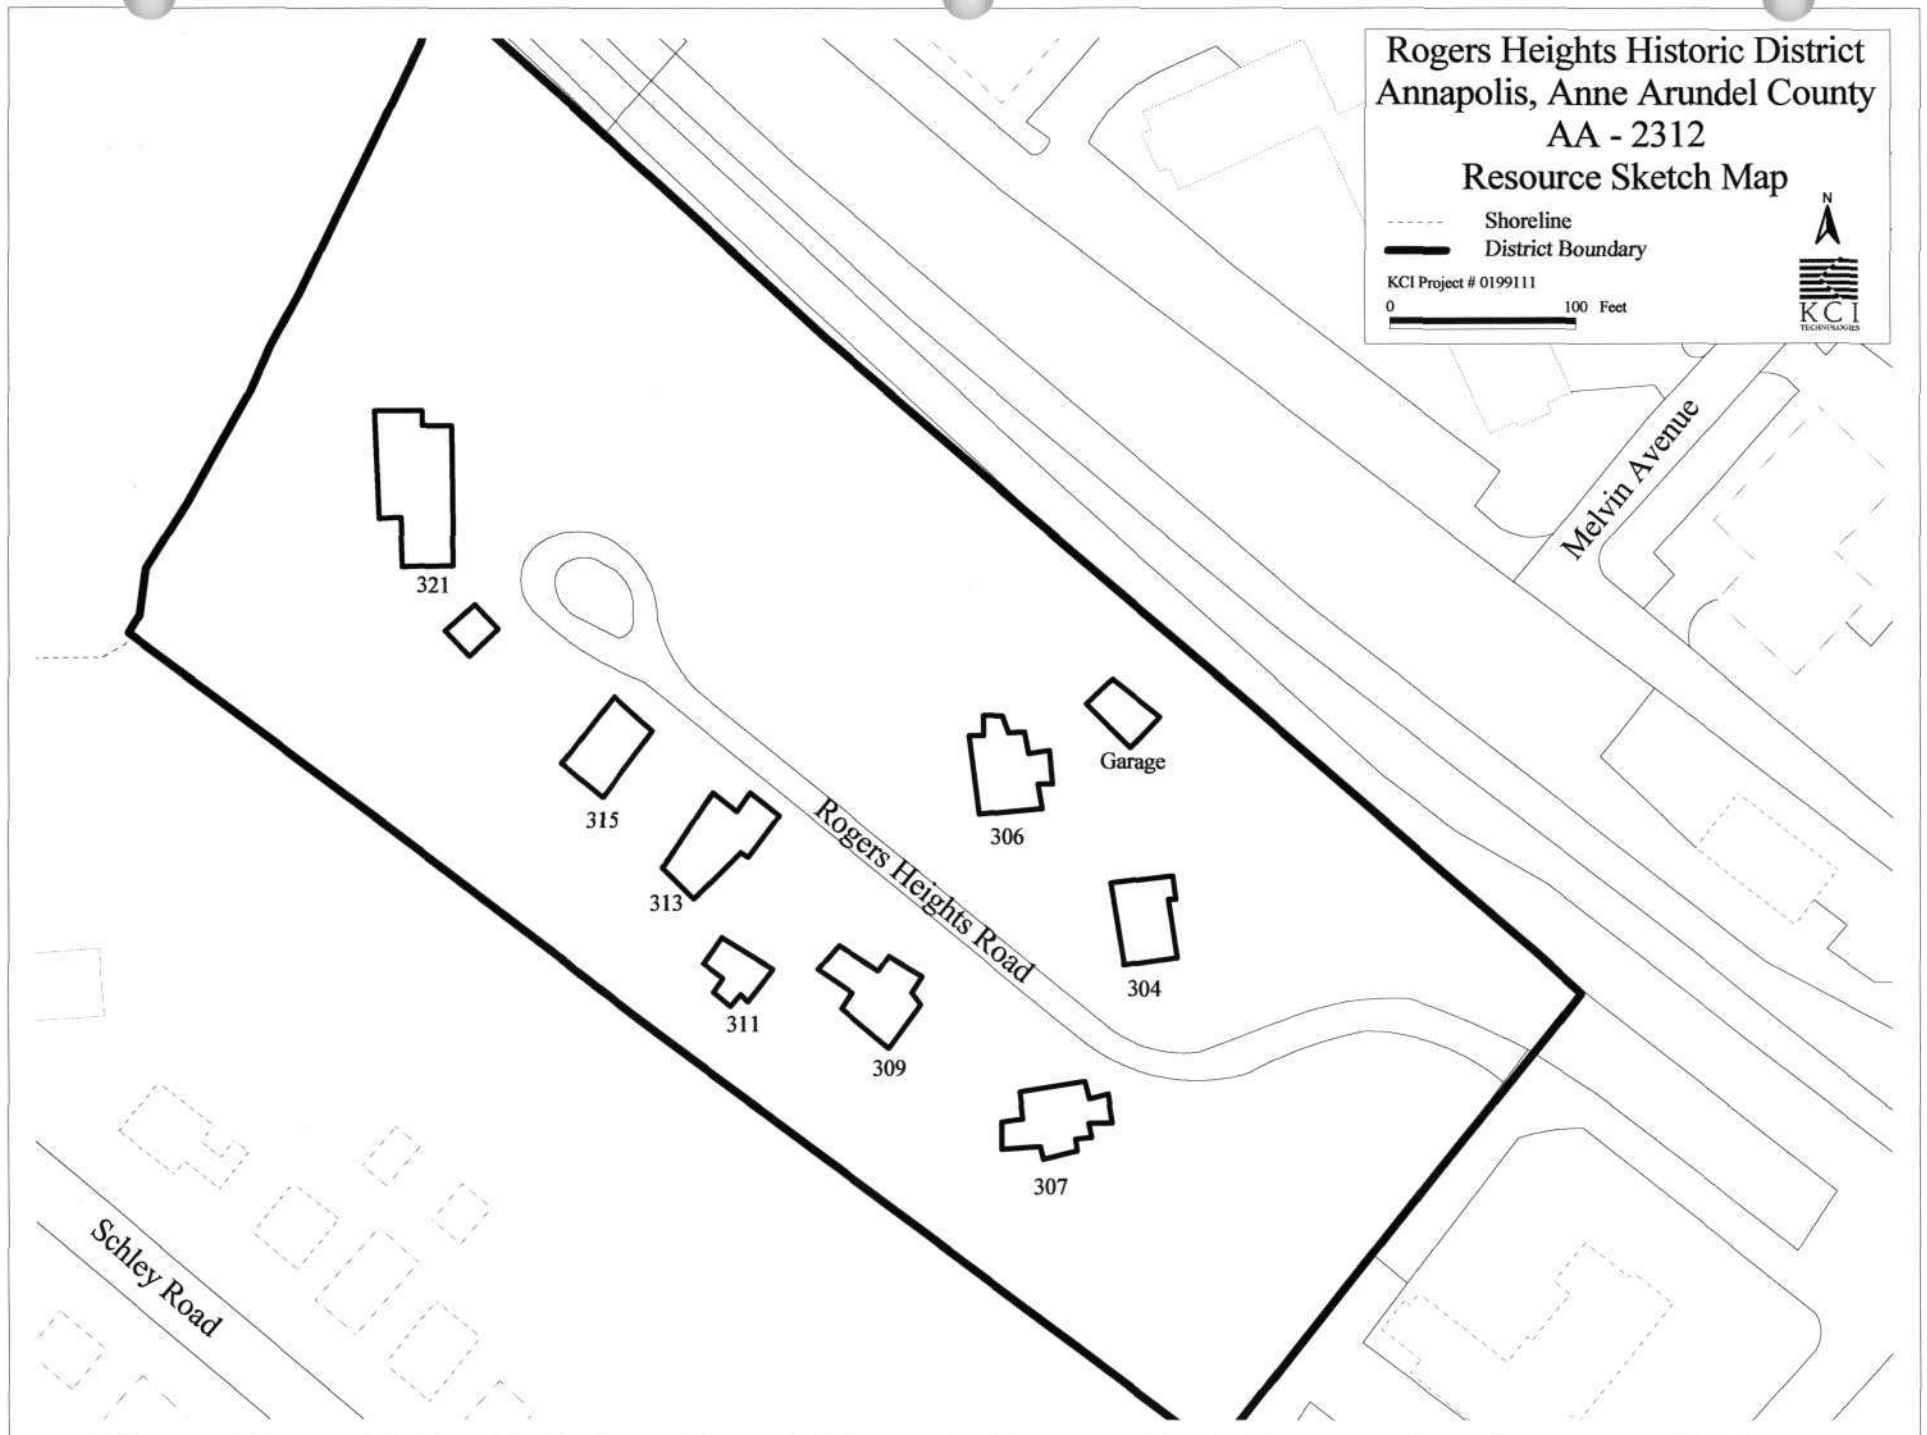 Rogers Heights Historic District
Annapolis, Anne Arundel County
AA - 2312
Resource Sketch Map
N
Shoreline
District Boundary
KCI Project # 0199111
0 100 Feet
KCI
TECHNOLOGIES
Melvin Avenue
321
Garage
315
306
Rogers Heights Road
313
304
311
309
307
Schley Road